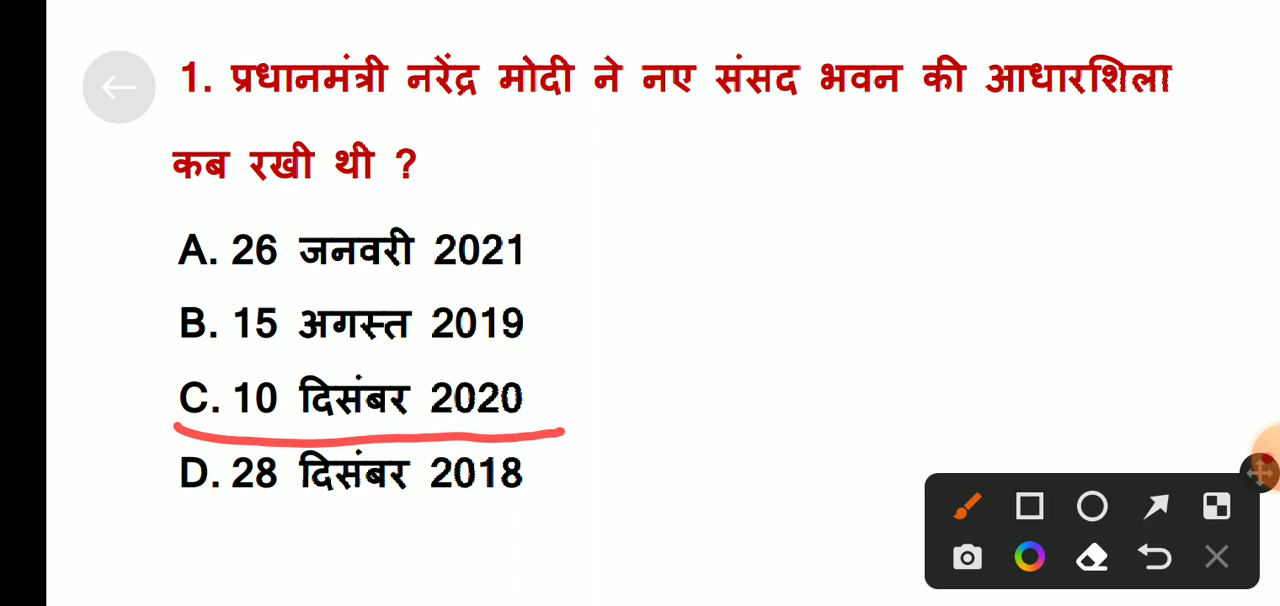 1. प्रधानमंत्री नरेंद्र मोदी ने नए संसद भवन की आधारशिला
कब रखी थी ?
A. 26 जनवरी 2021
B. 15 अगस्त 2019
C. 10 दिसंबर 2020
D. 28 दिसंबर 2018